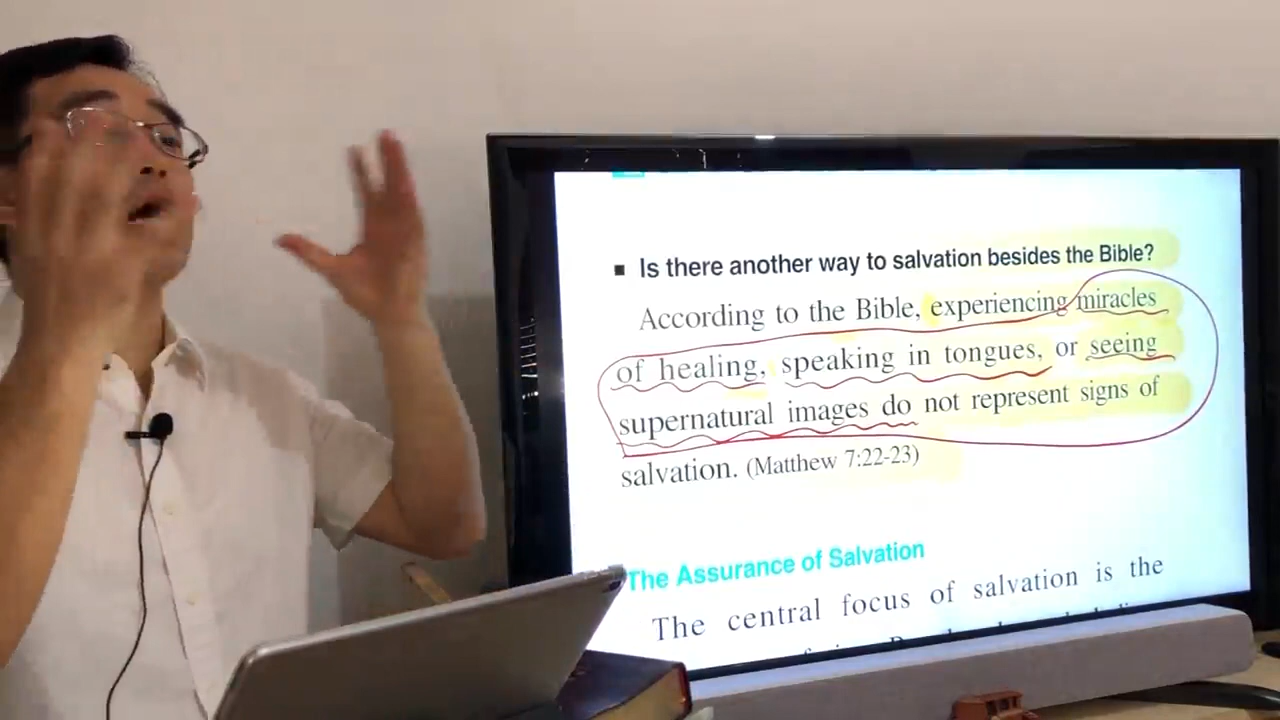 ■ Is there another way to salvation besides the Bible?
According to the Bible, experiencing miracles
of healing, speaking in tongues, or seeing
supernatural images do not represent signs of
salvation. (Matthew 7:22-23)
The Assurance of Salvation
The central focus of salvation is the